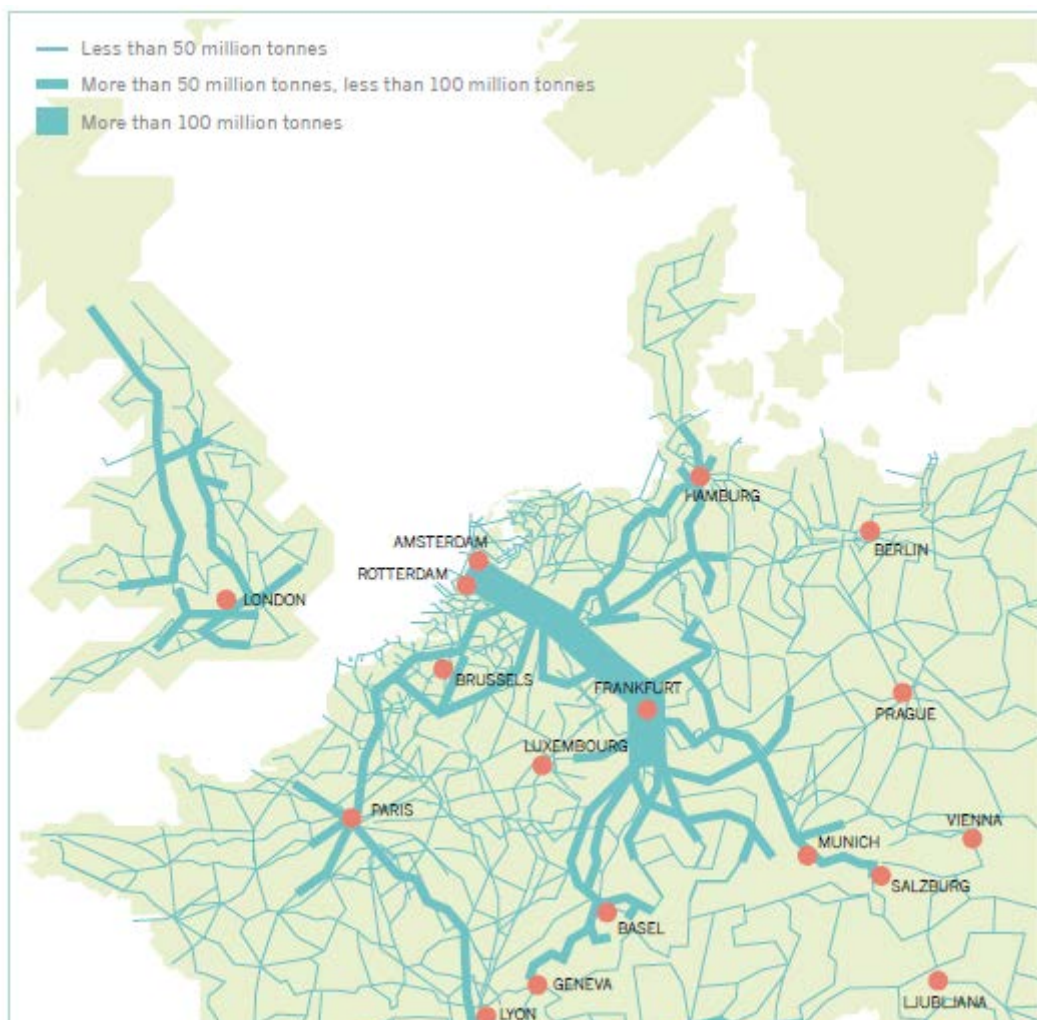 Less than 50 million tonnes
More than 50 million tonnes, less than 100 million tonnes
More than 100 million tonnes
HAMBURG
AMSTERDAM
BERLIN
ROTTERDAM
LONDON
BRUSSELS
FRANKFURT
PRAGUE
LUXEMBOURG
PARIS
VIENNA
MUNICH
SALZBURG
BASEL
GENEVA
LJUBLJANA
LYON